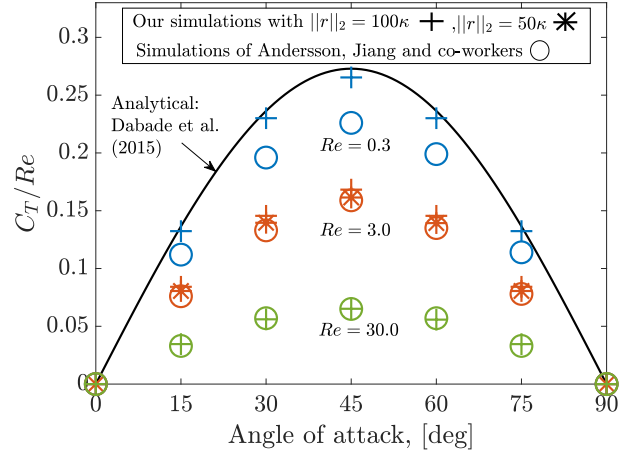 Our simulations with ||r||₂ = 100κ + ,||r||₂ = 50κ ✳
Simulations of Andersson, Jiang and co-workers ○
Analytical:
Dabade et al.
(2015)
Re = 0.3
Re = 3.0
Re = 30.0
C_T/Re
0.3
0.25
0.2
0.15
0.1
0.05
0
0 15 30 45 60 75 90
Angle of attack, [deg]